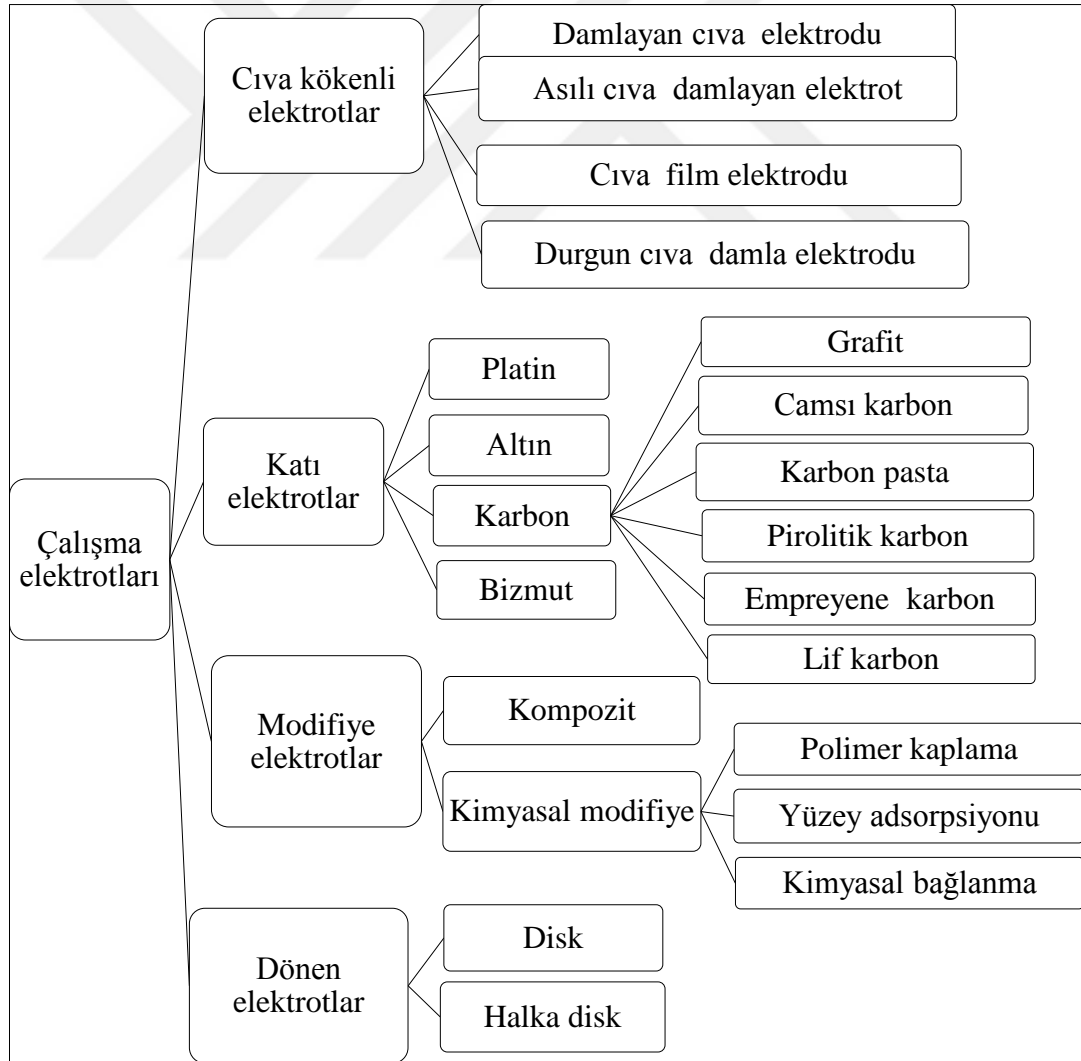 Çalışma
elektrotları
Cıva kökenli
elektrotlar
Damlayan cıva elektrodu
Asılı cıva damlayan elektrot
Cıva film elektrodu
Durgun cıva damla elektrodu
Katı
elektrotlar
Platin
Altın
Karbon
Grafit
Camsı karbon
Karbon pasta
Pirolitik karbon
Empreyene karbon
Lif karbon
Bizmut
Modifiye
elektrotlar
Kompozit
Kimyasal modifiye
Polimer kaplama
Yüzey adsorpsiyonu
Kimyasal bağlanma
Dönen
elektrotlar
Disk
Halka disk